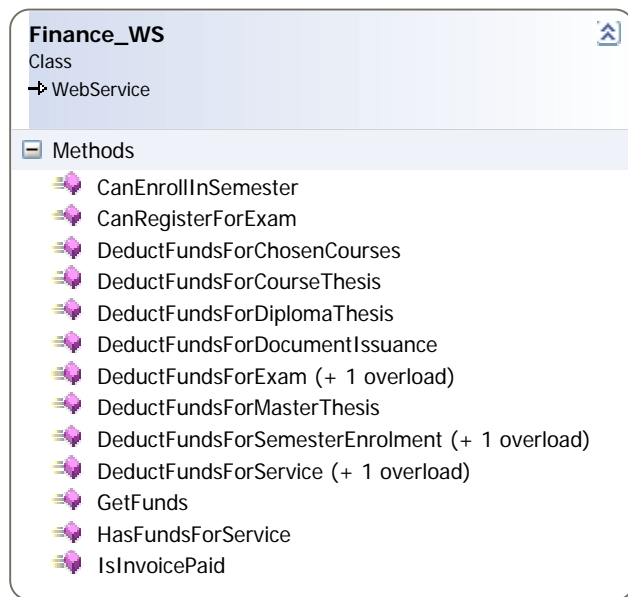 Finance_WS
Class
WebService
Methods
CanEnrollInSemester
CanRegisterForExam
DeductFundsForChosenCourses
DeductFundsForCourseThesis
DeductFundsForDiplomaThesis
DeductFundsForDocumentIssuance
DeductFundsForExam (+ 1 overload)
DeductFundsForMasterThesis
DeductFundsForSemesterEnrolment (+ 1 overload)
DeductFundsForService (+ 1 overload)
GetFunds
HasFundsForService
IsInvoicePaid